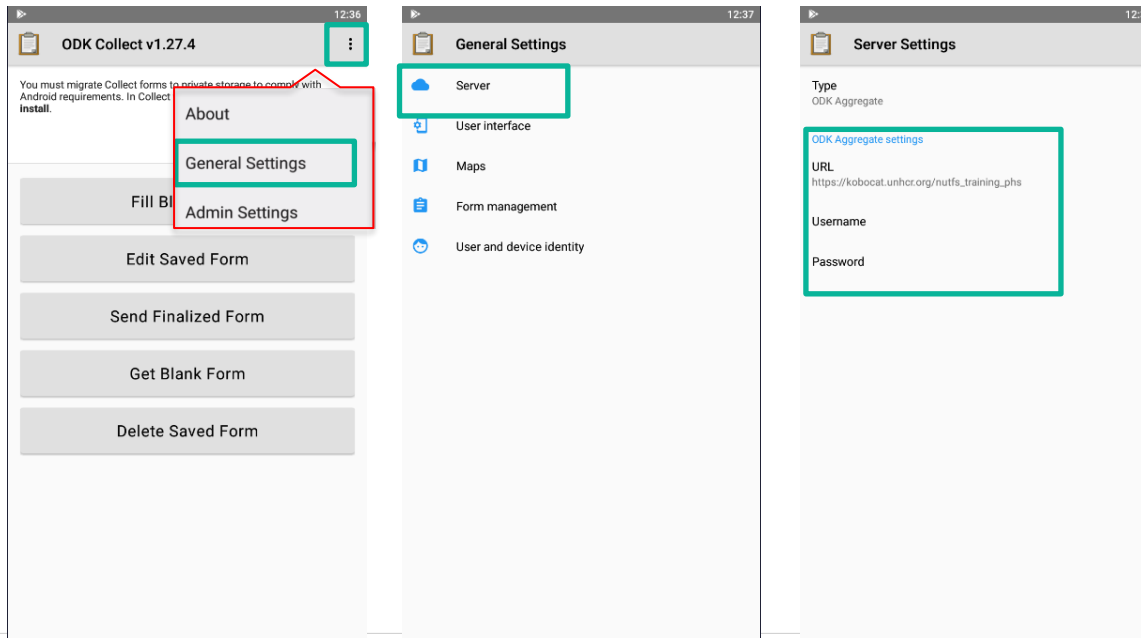 12:36
ODK Collect v1.27.4
You must migrate Collect forms to private storage to comply with
Android requirements. In Collect
install.
About
General Settings
Admin Settings
Fill Bl
Edit Saved Form
Send Finalized Form
Get Blank Form
Delete Saved Form
12:37
General Settings
Server
User interface
Maps
Form management
User and device identity
12:3
Server Settings
Type
ODK Aggregate
ODK Aggregate settings
URL
https://kobocat.unhcr.org/nutfs_training_phs
Username
Password